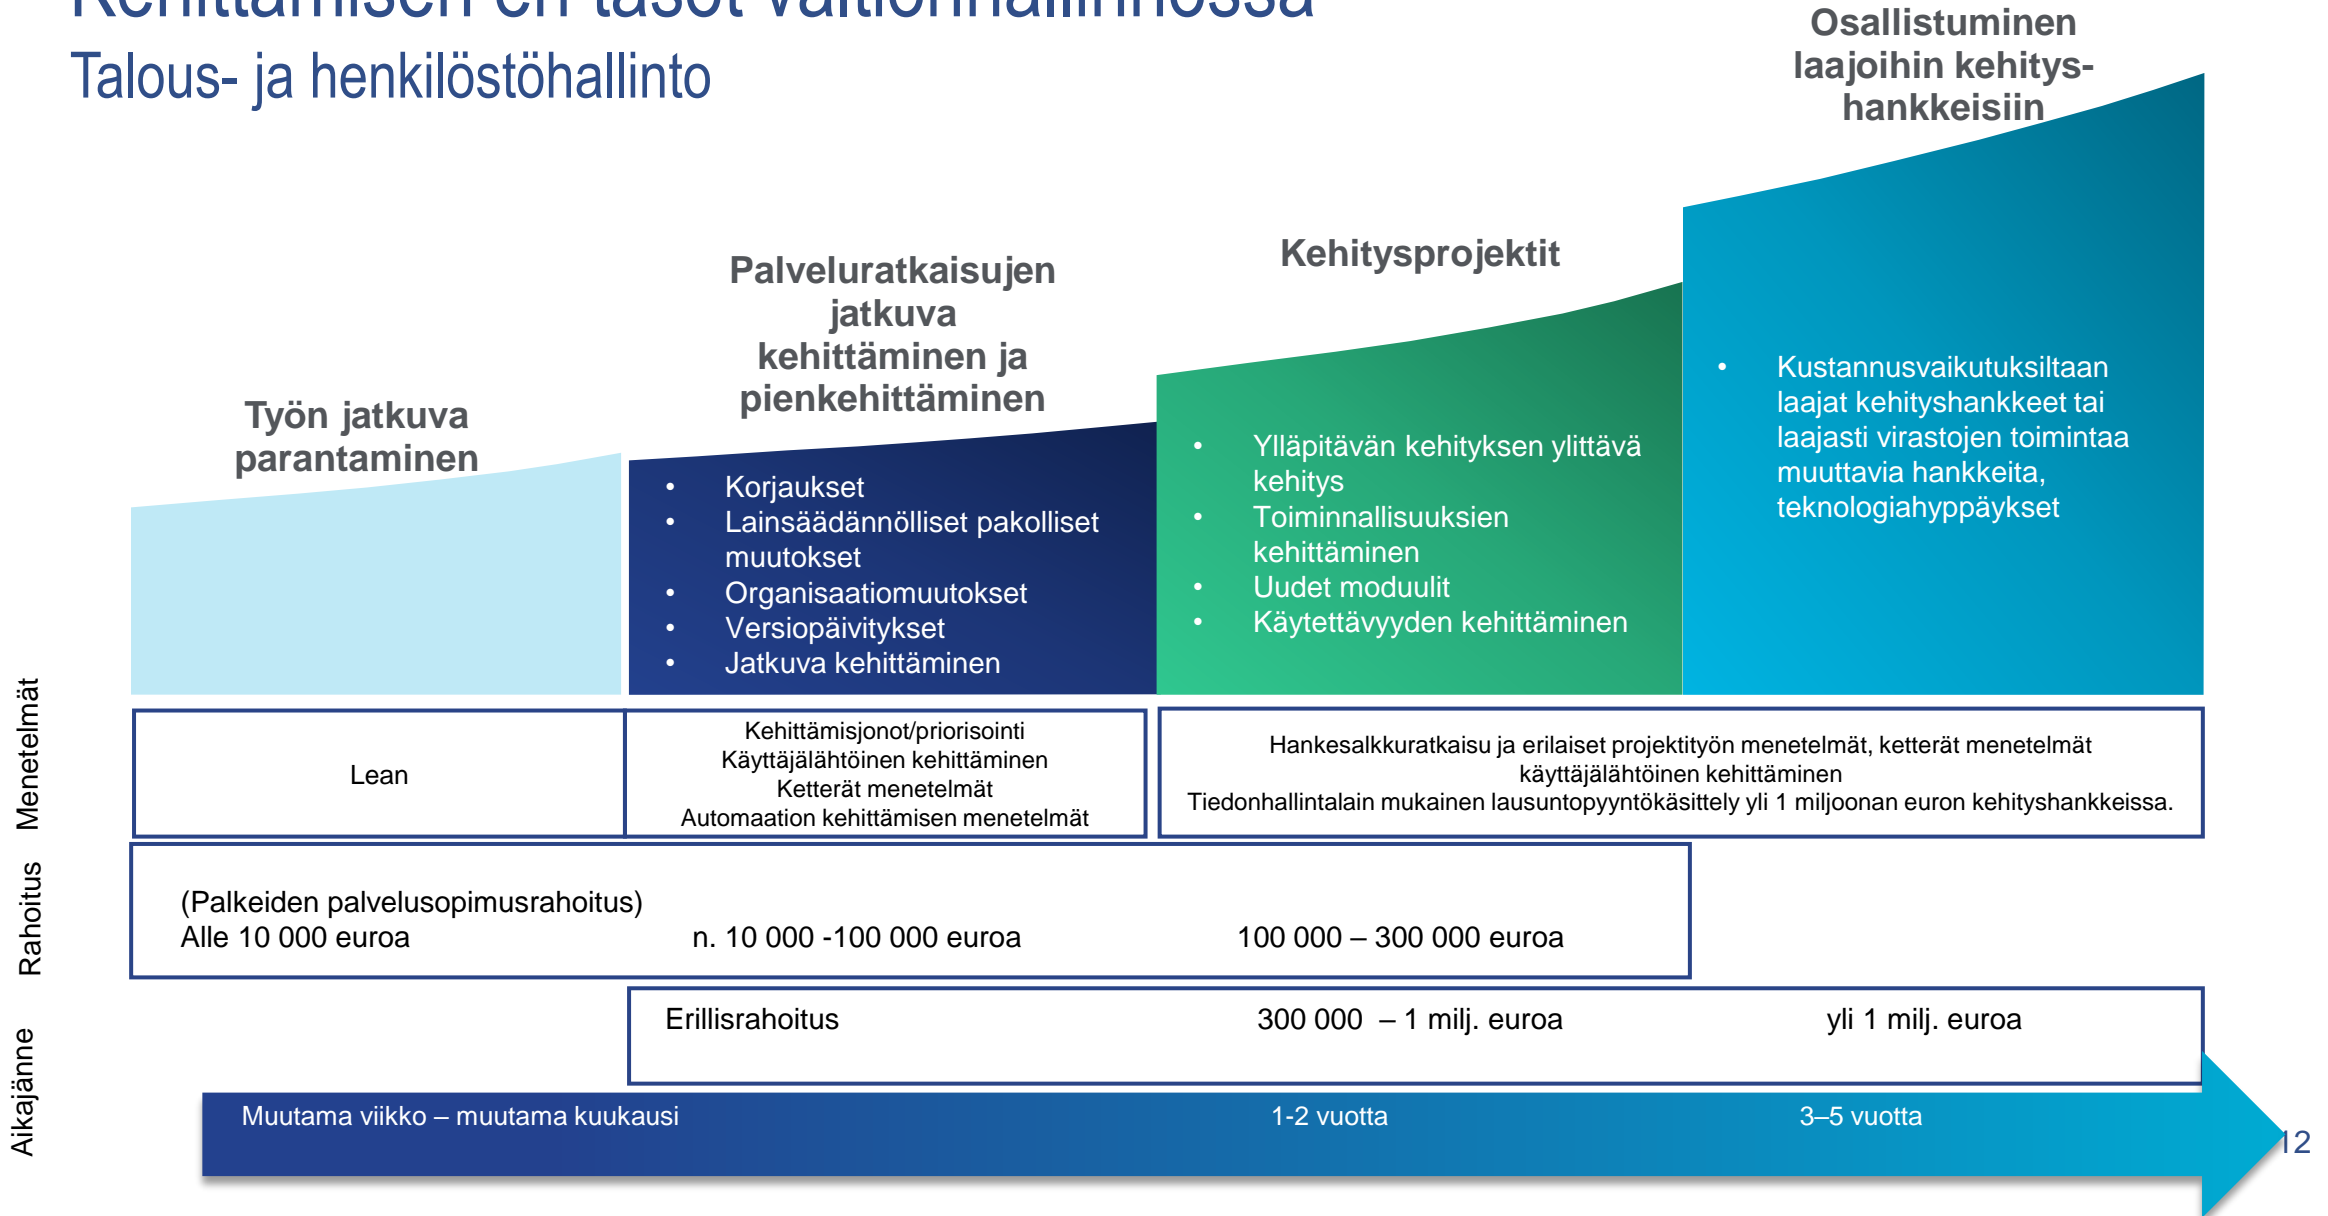 Kehittämisen eri tasot valtionhallinnossa
Talous- ja henkilöstöhallinto
Työn jatkuva
parantaminen
Palveluratkaisujen
jatkuva
kehittäminen ja
pienkehittäminen
• Korjaukset
• Lainsäädännölliset pakolliset
muutokset
• Organisaatiomuutokset
• Versiopäivitykset
• Jatkuva kehittäminen
Kehitysprojektit
• Ylläpitävän kehityksen ylittävä
kehitys
• Toiminnallisuuksien
kehittäminen
• Uudet moduulit
• Käytettävyyden kehittäminen
Osallistuminen
laajoihin kehitys-
hankkeisiin
• Kustannusvaikutuksiltaan
laajat kehityshankkeet tai
laajasti virastojen toimintaa
muuttavia hankkeita,
teknologiahyppäykset
Menetelmät
Lean
Kehittämisjonot/priorisointi
Käyttäjälähtöinen kehittäminen
Ketterät menetelmät
Automaation kehittämisen menetelmät
Hankesalkkuratkaisu ja erilaiset projektityön menetelmät, ketterät menetelmät
käyttäjälähtöinen kehittäminen
Tiedonhallintalain mukainen lausuntopyyntökäsittely yli 1 miljoonan euron kehityshankkeissa.
Rahoitus
(Palkeiden palvelusopimusrahoitus)
Alle 10 000 euroa n. 10 000 -100 000 euroa 100 000 – 300 000 euroa
Erillisrahoitus 300 000 – 1 milj. euroa yli 1 milj. euroa
Aikajänne
Muutama viikko – muutama kuukausi 1-2 vuotta 3–5 vuotta
12